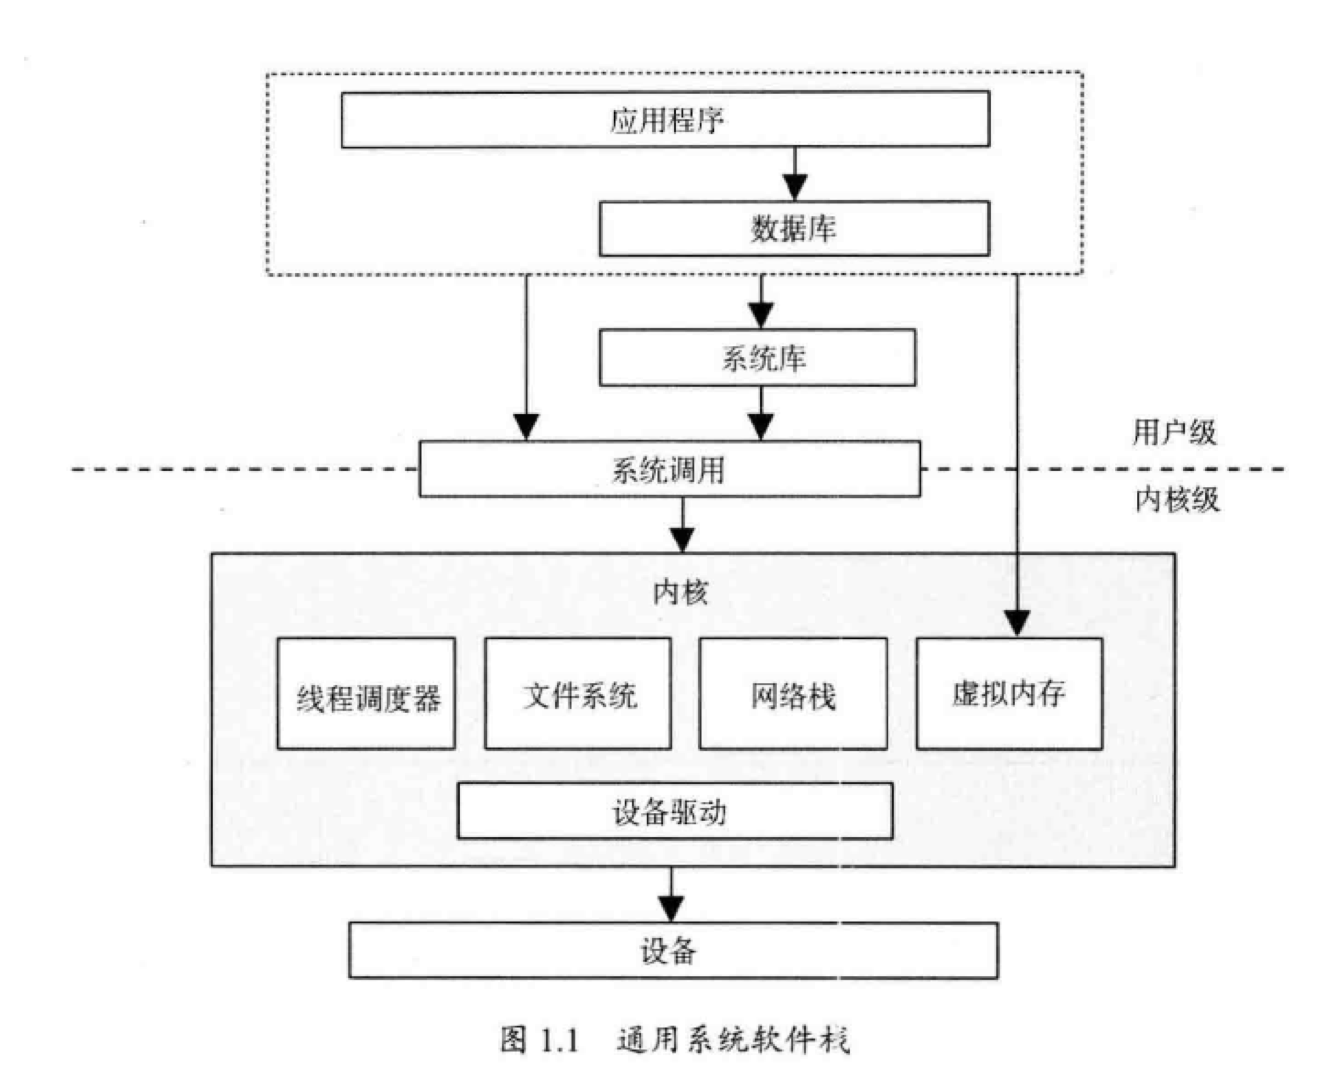 应用程序
数据库
系统库
用户级
系统调用
内核级
内核
线程调度器
文件系统
网络栈
虚拟内存
设备驱动
设备
图 1.1 通用系统软件栈